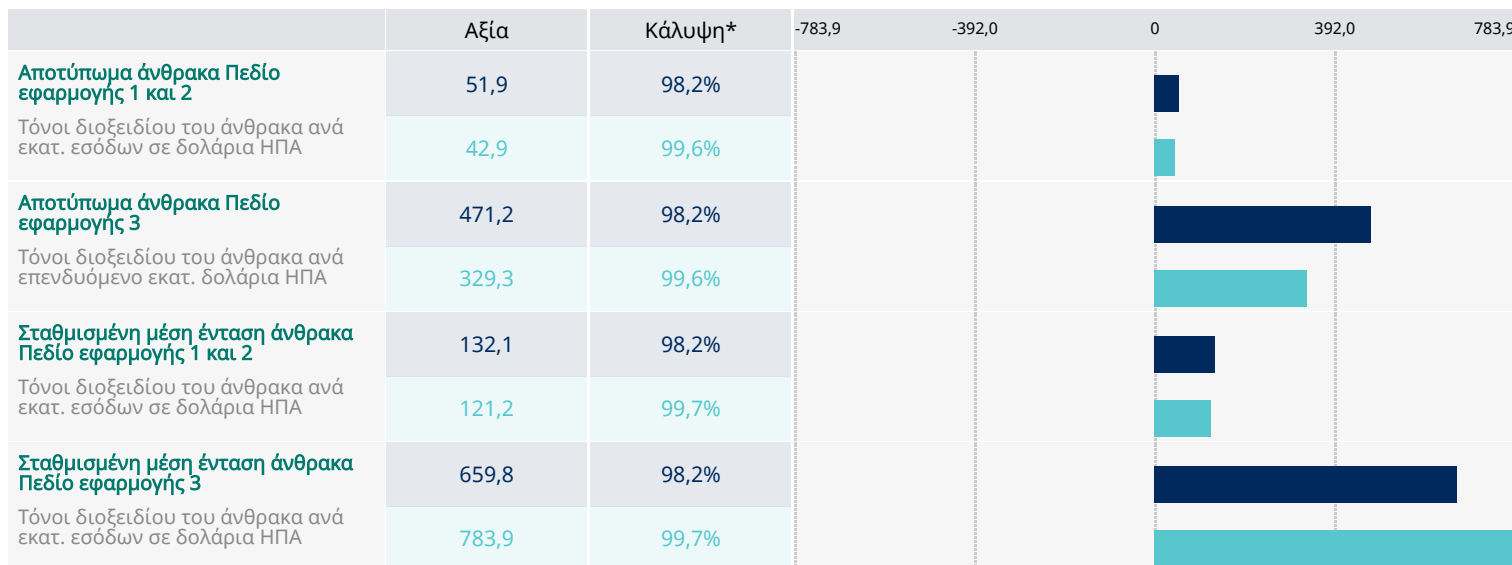 Αξία Κάλυψη* -783,9 -392,0 0 392,0 783,9
Αποτύπωμα άνθρακα Πεδίο
εφαρμογής 1 και 2
51,9 98,2%
Τόνοι διοξειδίου του άνθρακα ανά
εκατ. εσόδων σε δολάρια ΗΠΑ
42,9 99,6%
Αποτύπωμα άνθρακα Πεδίο
εφαρμογής 3
471,2 98,2%
Τόνοι διοξειδίου του άνθρακα ανά
επενδυόμενο εκατ. δολάρια ΗΠΑ
329,3 99,6%
Σταθμισμένη μέση ένταση άνθρακα
Πεδίο εφαρμογής 1 και 2
132,1 98,2%
Τόνοι διοξειδίου του άνθρακα ανά
εκατ. εσόδων σε δολάρια ΗΠΑ
121,2 99,7%
Σταθμισμένη μέση ένταση άνθρακα
Πεδίο εφαρμογής 3
659,8 98,2%
Τόνοι διοξειδίου του άνθρακα ανά
εκατ. εσόδων σε δολάρια ΗΠΑ
783,9 99,7%